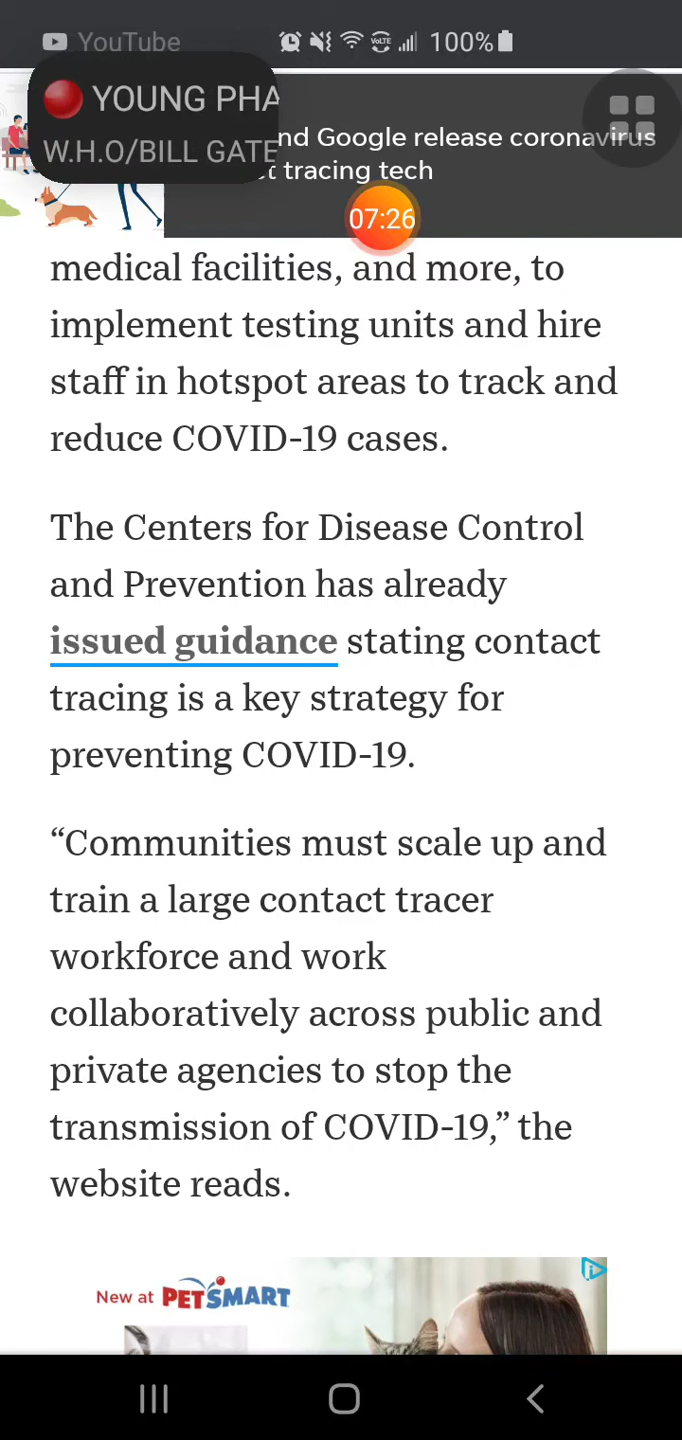 YouTube
100%
YOUNG PHA
W.H.O/BILL GATE
nd Google release coronavirus
t tracing tech
07:26
medical facilities, and more, to
implement testing units and hire
staff in hotspot areas to track and
reduce COVID-19 cases.
The Centers for Disease Control
and Prevention has already
issued guidance stating contact
tracing is a key strategy for
preventing COVID-19.
“Communities must scale up and
train a large contact tracer
workforce and work
collaboratively across public and
private agencies to stop the
transmission of COVID-19,” the
website reads.
New at PETSMART